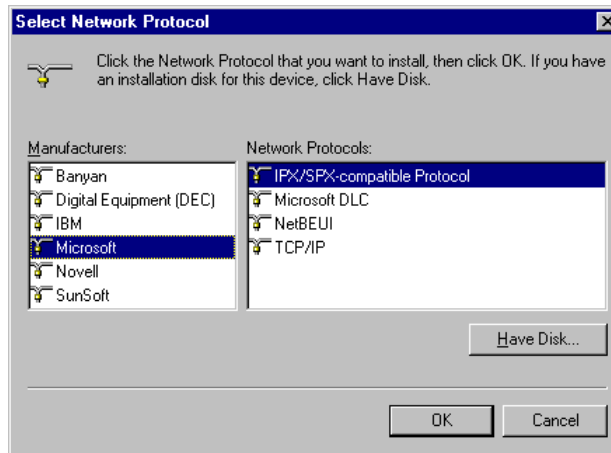 Select Network Protocol
Click the Network Protocol that you want to install, then click OK. If you have
an installation disk for this device, click Have Disk.
Manufacturers:
Banyan
Digital Equipment (DEC)
IBM
Microsoft
Novell
SunSoft
Network Protocols:
IPX/SPX-compatible Protocol
Microsoft DLC
NetBEUI
TCP/IP
Have Disk...
OK
Cancel